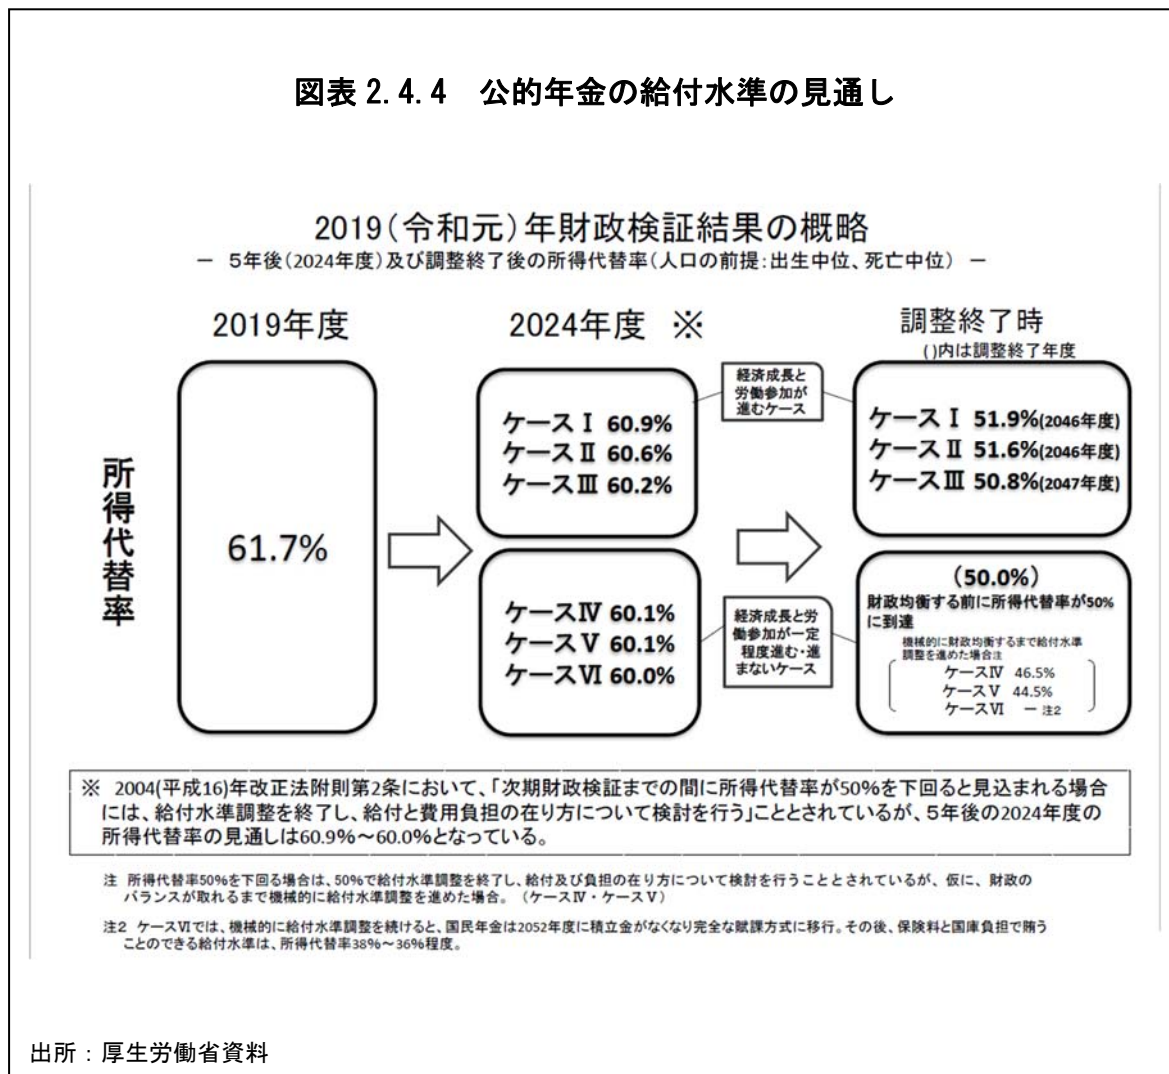 図表 2.4.4　公的年金の給付水準の見通し
2019(令和元)年財政検証結果の概略
－ 5年後(2024年度)及び調整終了後の所得代替率(人口の前提:出生中位、死亡中位) －
2019年度
2024年度 ※
調整終了時
( )内は調整終了年度
所得代替率
61.7%
ケースⅠ 60.9%
ケースⅡ 60.6%
ケースⅢ 60.2%
経済成長と
労働参加が
進むケース
ケースⅠ 51.9%(2046年度)
ケースⅡ 51.6%(2046年度)
ケースⅢ 50.8%(2047年度)
ケースⅣ 60.1%
ケースⅤ 60.1%
ケースⅥ 60.0%
経済成長と労
働参加が一定
程度進む・進
まないケース
(50.0%)
財政均衡する前に所得代替率が50%
に到達
機械的に財政均衡するまで給付水準
調整を進めた場合注
ケースⅣ 46.5%
ケースⅤ 44.5%
ケースⅥ － 注2
※ 2004(平成16)年改正法附則第2条において、「次期財政検証までの間に所得代替率が50%を下回ると見込まれる場合
には、給付水準調整を終了し、給付と費用負担の在り方について検討を行う」こととされているが、5年後の2024年度の
所得代替率の見通しは60.9%～60.0%となっている。
注 所得代替率50%を下回る場合は、50%で給付水準調整を終了し、給付及び負担の在り方について検討を行うこととされているが、仮に、財政の
バランスが取れるまで機械的に給付水準調整を進めた場合。（ケースⅣ・ケースⅤ）
注2 ケースⅥでは、機械的に給付水準調整を続けると、国民年金は2052年度に積立金がなくなり完全な賦課方式に移行。その後、保険料と国庫負担で賄う
ことのできる給付水準は、所得代替率38%～36%程度。
出所：厚生労働省資料